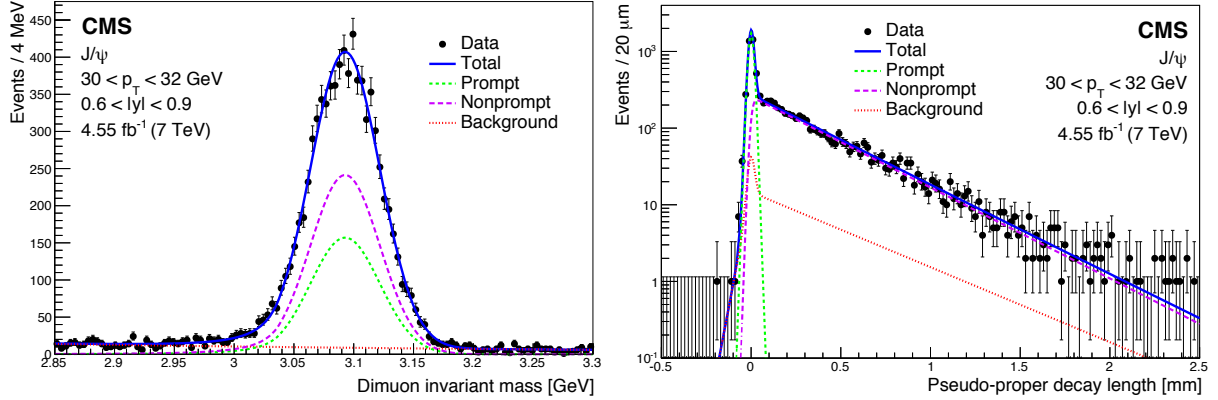 Events / 4 MeV
450
400
350
300
250
200
150
100
50
0
CMS
J/ψ
30 < p_T < 32 GeV
0.6 < |y| < 0.9
4.55 fb⁻¹ (7 TeV)
Data
Total
Prompt
Nonprompt
Background
2.85 2.9 2.95 3 3.05 3.1 3.15 3.2 3.25 3.3
Dimuon invariant mass [GeV]
Events / 20 μm
10³
10²
10
1
10⁻¹
Data
Total
Prompt
Nonprompt
Background
CMS
J/ψ
30 < p_T < 32 GeV
0.6 < |y| < 0.9
4.55 fb⁻¹ (7 TeV)
-0.5 0 0.5 1 1.5 2 2.5
Pseudo-proper decay length [mm]